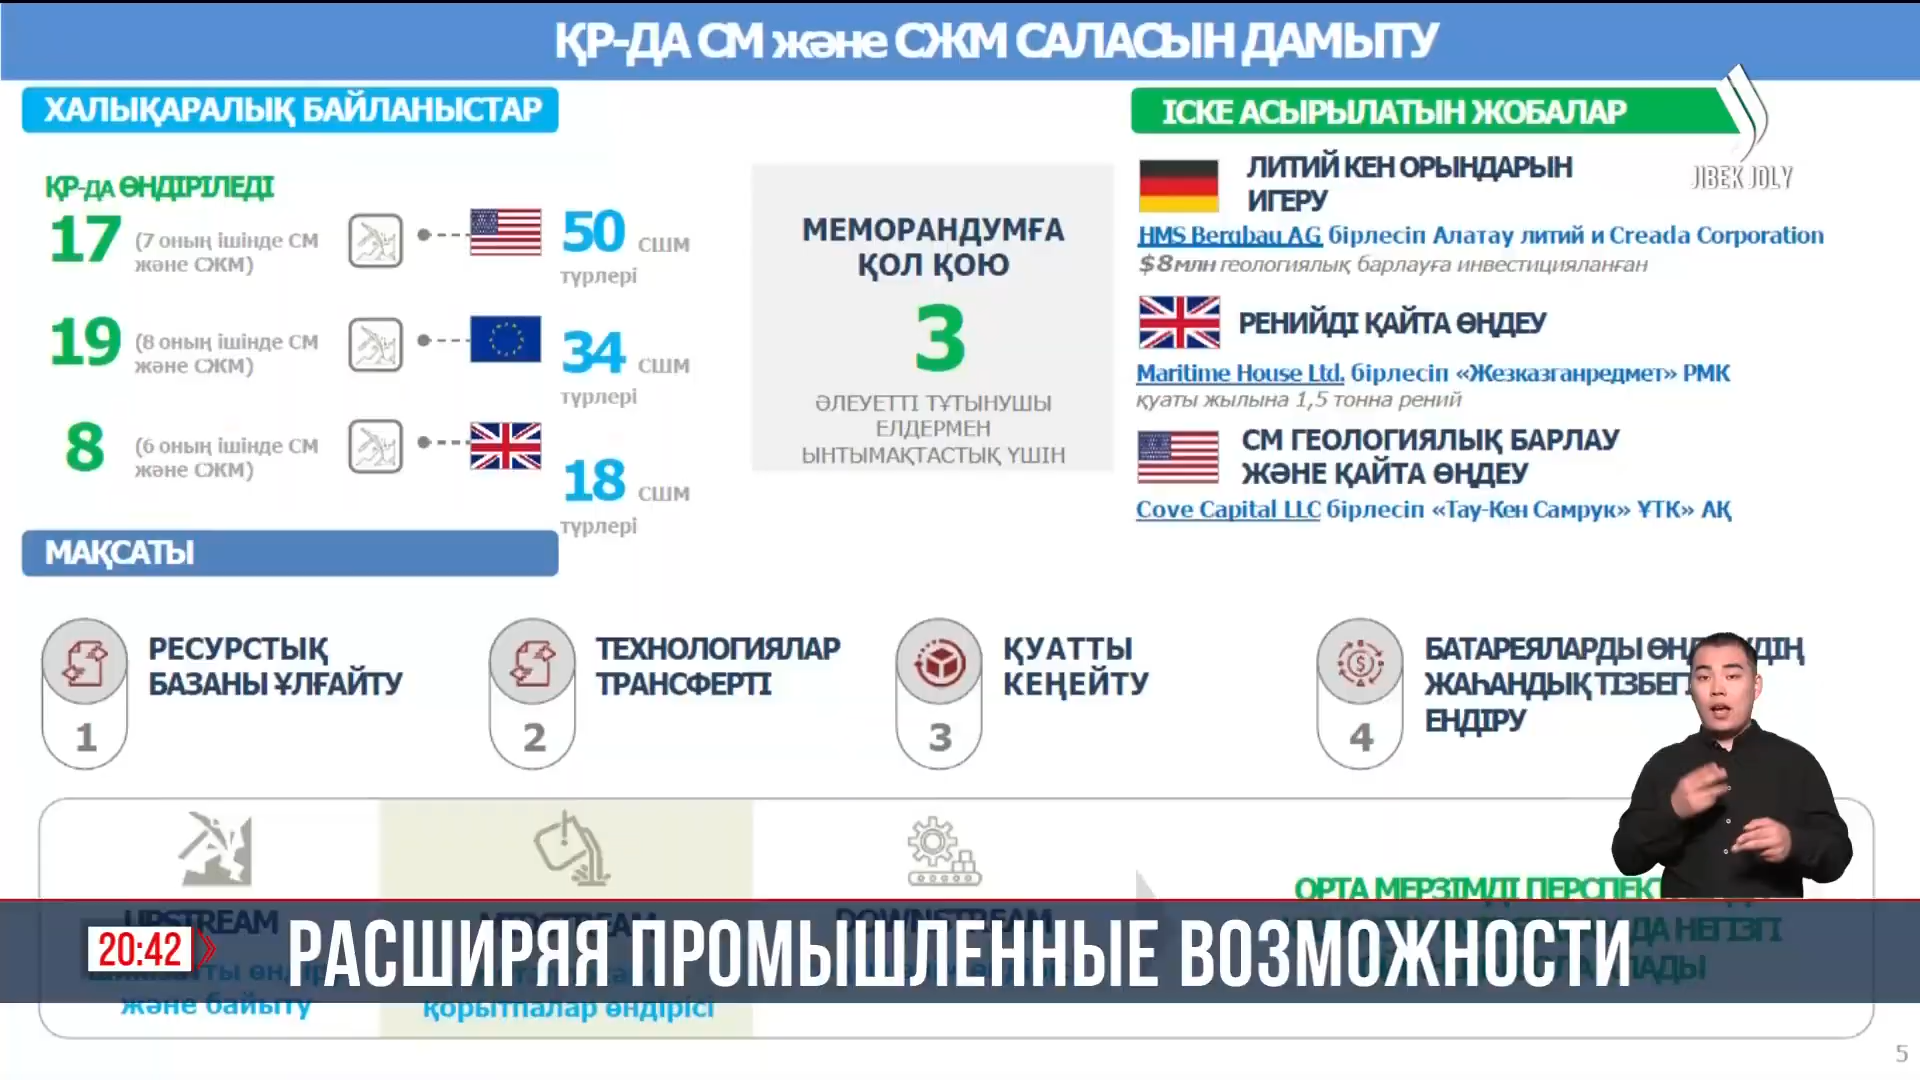 ҚР-ДА СМ және СЖМ САЛАСЫН ДАМЫТУ
ХАЛЫҚАРАЛЫҚ БАЙЛАНЫСТАР
ҚР-ДА ӨНДІРІЛЕДІ
17 (7 оның ішінде СМ
және СЖМ)
50 СШМ
түрлері
19 (8 оның ішінде СМ
және СЖМ)
34 СШМ
түрлері
8 (6 оның ішінде СМ
және СЖМ)
18 СШМ
түрлері
МЕМОРАНДУМҒА
ҚОЛ ҚОЮ
3
ӘЛЕУЕТТІ ТҰТЫНУШЫ
ЕЛДЕРМЕН
ЫНТЫМАҚТАСТЫҚ ҮШІН
ІСКЕ АСЫРЫЛАТЫН ЖОБАЛАР
JIBEK JOLY
ЛИТИЙ КЕН ОРЫНДАРЫН
ИГЕРУ
HMS Bergbau AG бірлесіп Алатау литий и Creada Corporation
$8млн геологиялық барлауға инвестицияланған
РЕНИЙДІ ҚАЙТА ӨҢДЕУ
Maritime House Ltd. бірлесіп «Жезказганредмет» РМК
қуаты жылына 1,5 тонна рений
СМ ГЕОЛОГИЯЛЫҚ БАРЛАУ
ЖӘНЕ ҚАЙТА ӨҢДЕУ
Cove Capital LLC бірлесіп «Тау-Кен Самрук» ҰТК» АҚ
МАҚСАТЫ
1 РЕСУРСТЫҚ
БАЗАНЫ ҰЛҒАЙТУ
2 ТЕХНОЛОГИЯЛАР
ТРАНСФЕРТІ
3 ҚУАТТЫ
КЕҢЕЙТУ
4 БАТАРЕЯЛАРДЫ
ЖАҺАНДЫҚ
ЕНДІРУ
UPSTREAM
DOWNSTREAM
ОРТА МЕРЗІМДІ
20:42 РАСШИРЯЯ ПРОМЫШЛЕННЫЕ ВОЗМОЖНОСТИ
және байыту
қорытпалар өндірісі
5